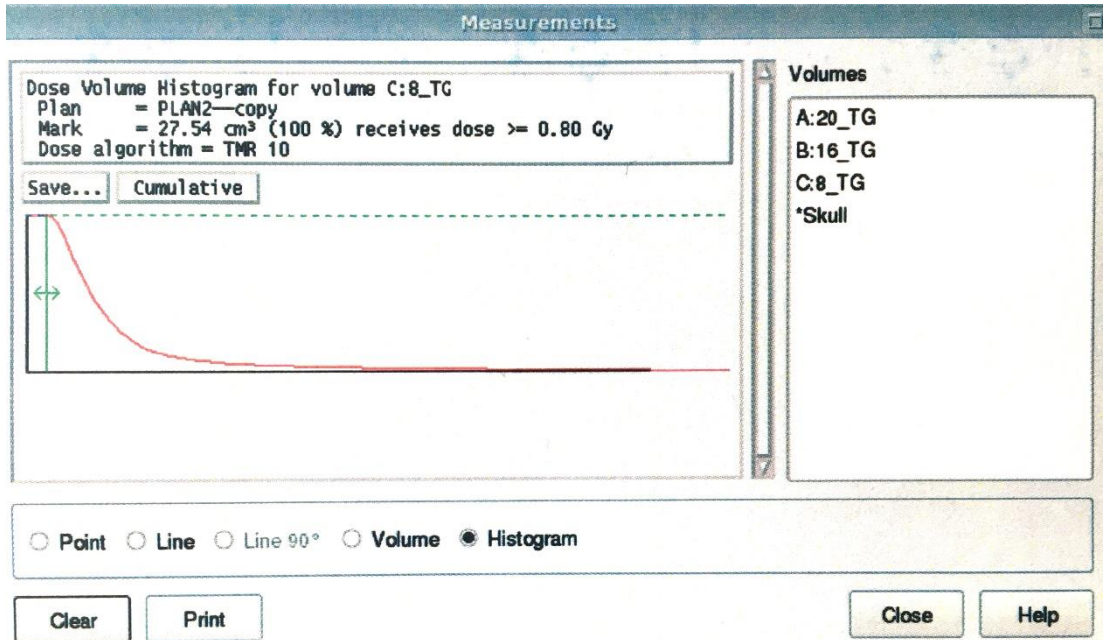 Measurements
Dose Volume Histogram for volume C:8_TG
Plan = PLAN2—copy
Mark = 27.54 cm³ (100 %) receives dose >= 0.80 Gy
Dose algorithm = TMR 10
Save... Cumulative
Volumes
A:20_TG
B:16_TG
C:8_TG
*Skull
Point Line Line 90° Volume Histogram
Clear Print Close Help